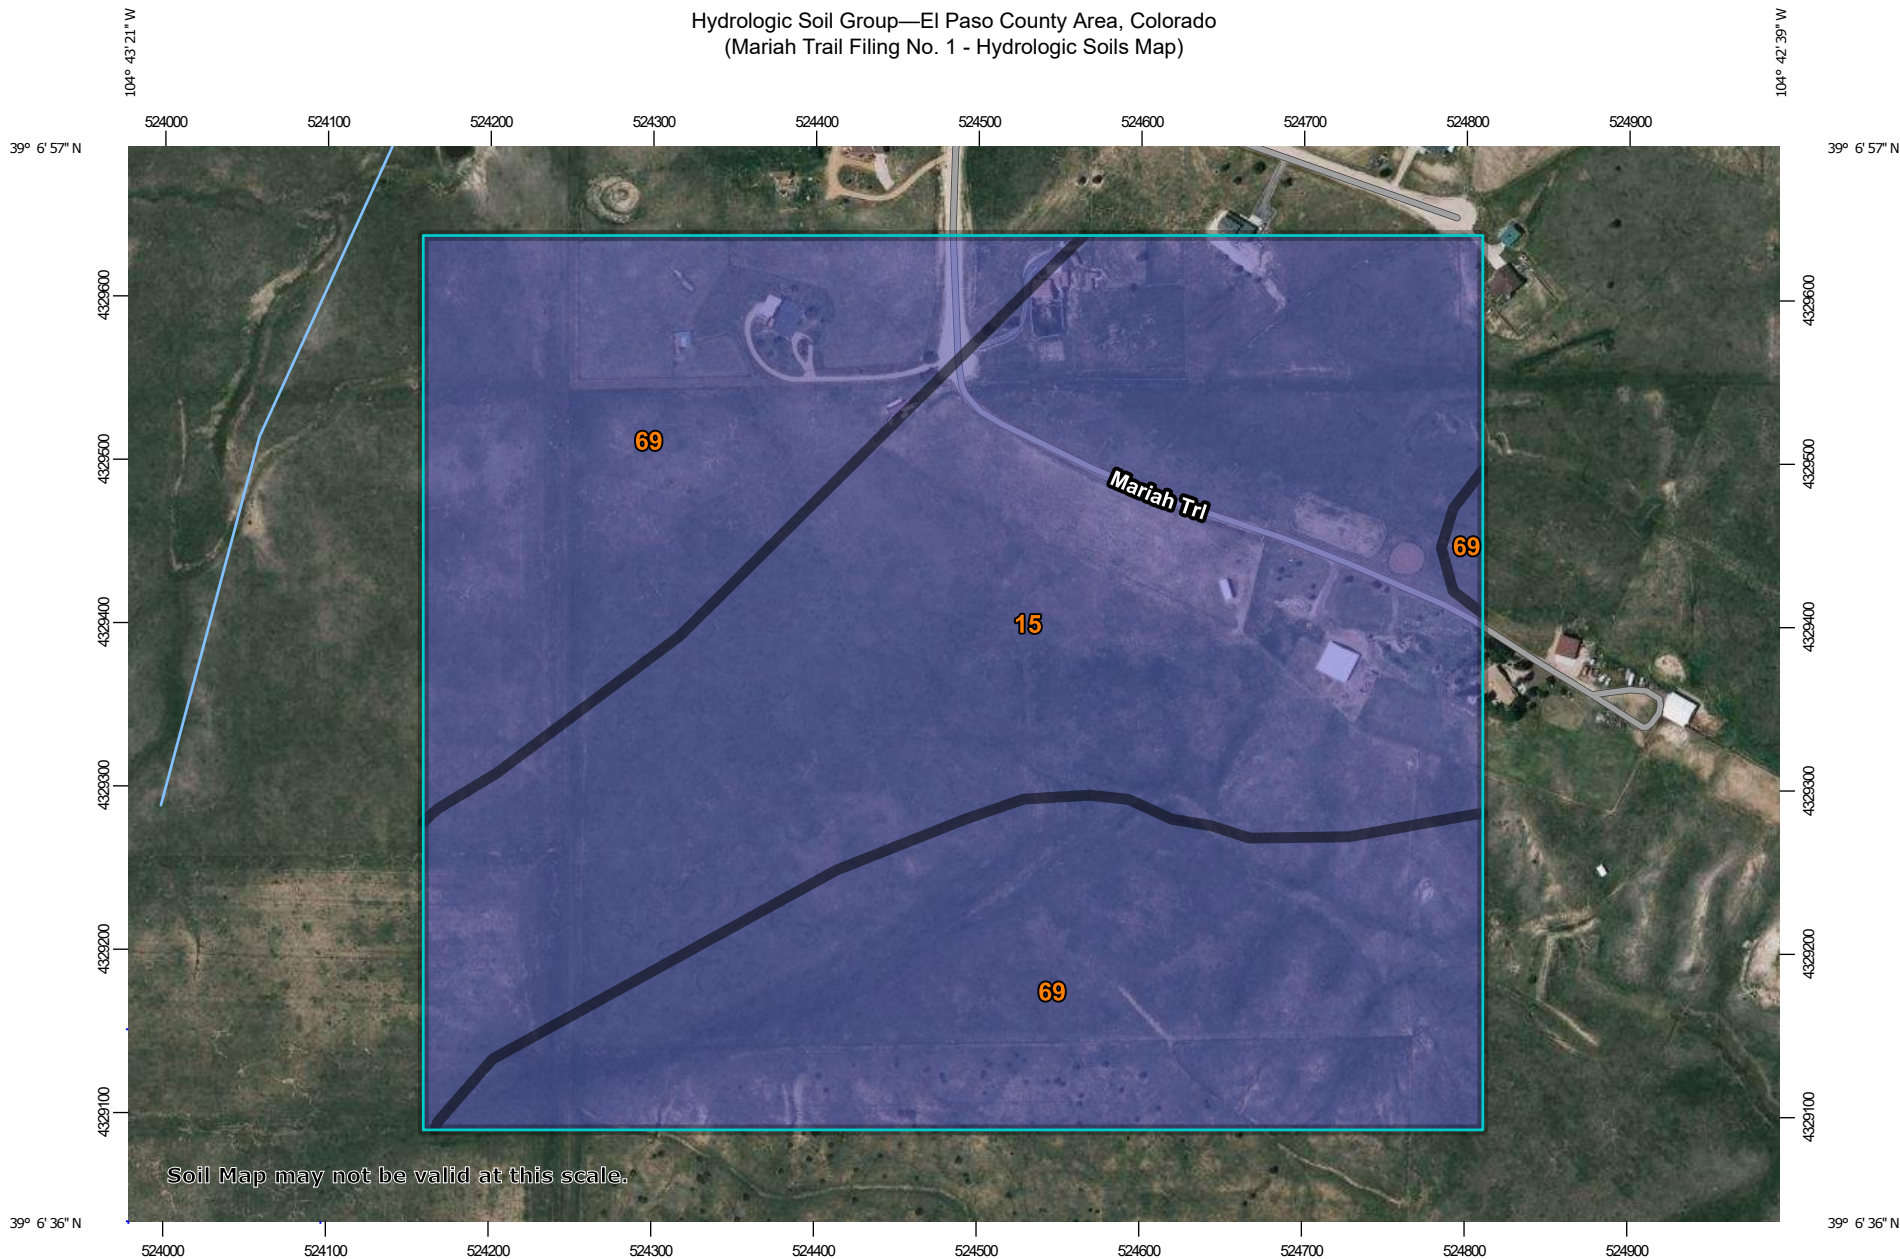 Hydrologic Soil Group—El Paso County Area, Colorado
(Mariah Trail Filing No. 1 - Hydrologic Soils Map)
104° 43' 21" W
104° 42' 39" W
524000 524100 524200 524300 524400 524500 524600 524700 524800 524900
39° 6' 57" N
39° 6' 57" N
4329600
4329600
69
4329500
4329500
Mariah Trl
69
4329400
15
4329400
4329300
4329300
4329200
4329200
69
4329100
4329100
Soil Map may not be valid at this scale.
39° 6' 36" N
39° 6' 36" N
524000 524100 524200 524300 524400 524500 524600 524700 524800 524900